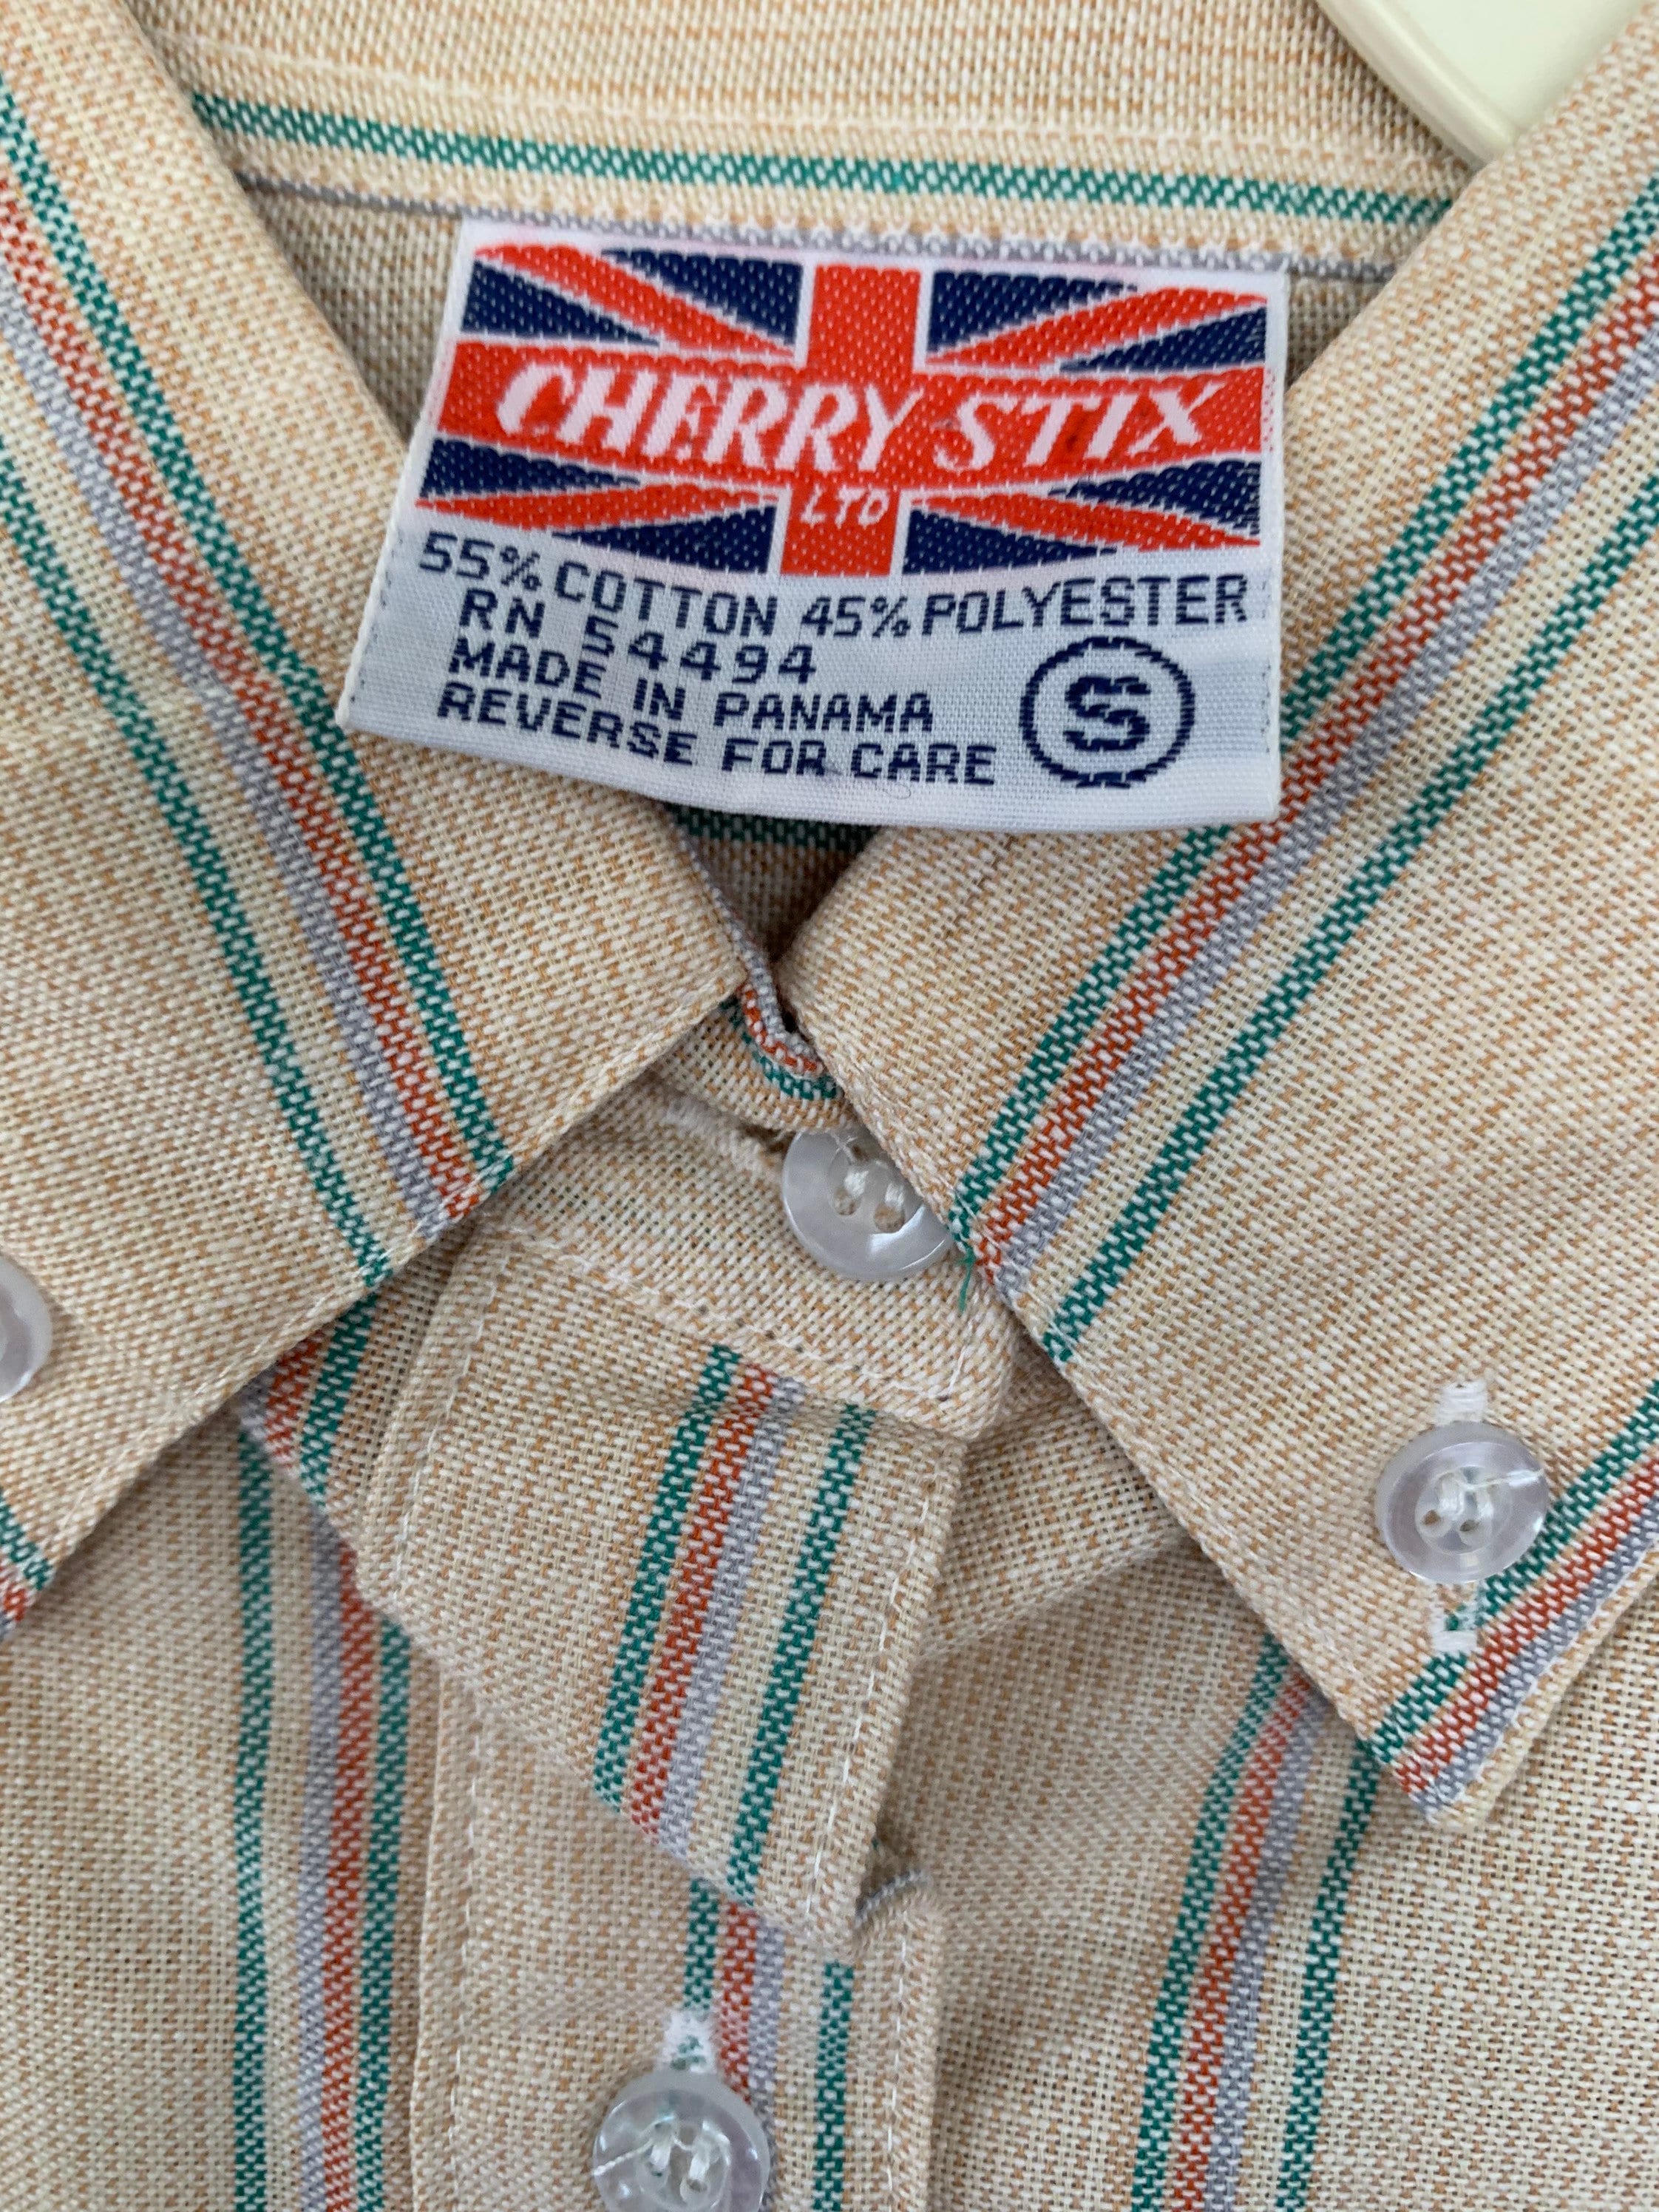 CHERRY STIX
LTD
55% COTTON 45% POLYESTER
RN 54494
MADE IN PANAMA
REVERSE FOR CARE
S